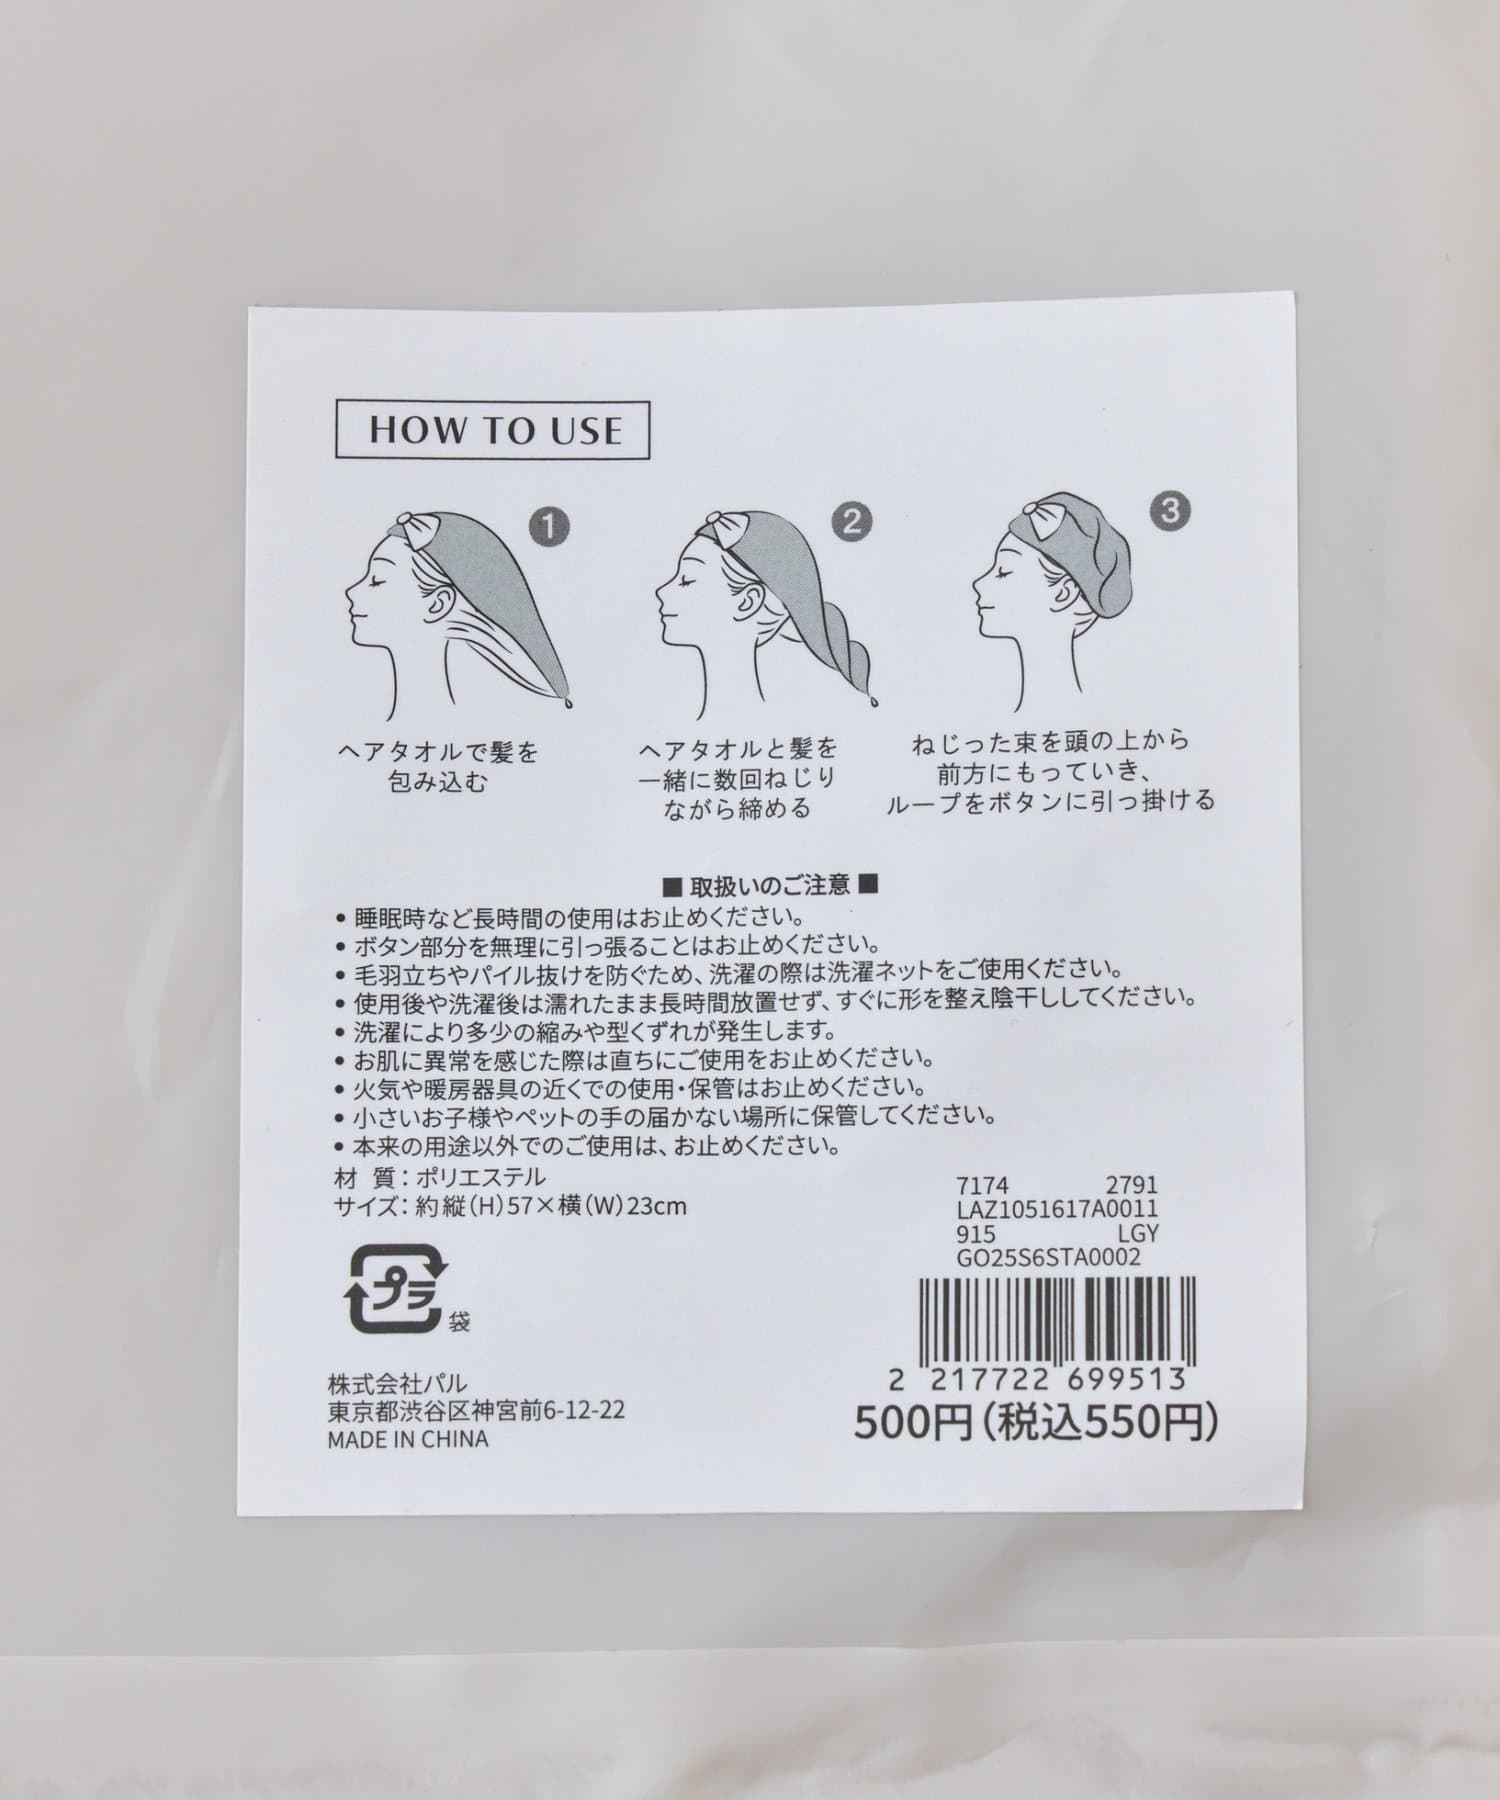 HOW TO USE
1
ヘアタオルで髪を
包み込む
2
ヘアタオルと髪を
一緒に数回ねじり
ながら締める
3
ねじった束を頭の上から
前方にもっていき、
ループをボタンに引っ掛ける
■ 取扱いのご注意 ■
• 睡眠時など長時間の使用はお止めください。
• ボタン部分を無理に引っ張ることはお止めください。
• 毛羽立ちやパイル抜けを防ぐため、洗濯の際は洗濯ネットをご使用ください。
• 使用後や洗濯後は濡れたまま長時間放置せず、すぐに形を整え陰干ししてください。
• 洗濯により多少の縮みや型くずれが発生します。
• お肌に異常を感じた際は直ちにご使用をお止めください。
• 火気や暖房器具の近くでの使用・保管はお止めください。
• 小さいお子様やペットの手の届かない場所に保管してください。
• 本来の用途以外でのご使用は、お止めください。
材 質：ポリエステル
サイズ：約縦(H)57×横(W)23cm
プラ
袋
株式会社パル
東京都渋谷区神宮前6-12-22
MADE IN CHINA
7174 2791
LAZ1051617A0011
915 LGY
GO25S6STA0002
2 217722 699513
500円(税込550円)